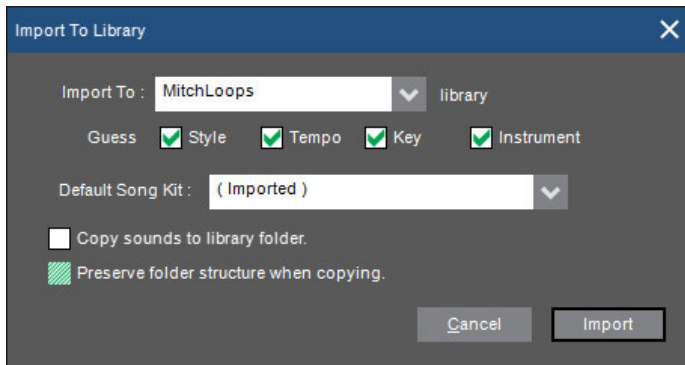 Import To Library
Import To : MitchLoops library
Guess Style Tempo Key Instrument
Default Song Kit : ( Imported )
Copy sounds to library folder.
Preserve folder structure when copying.
Cancel Import